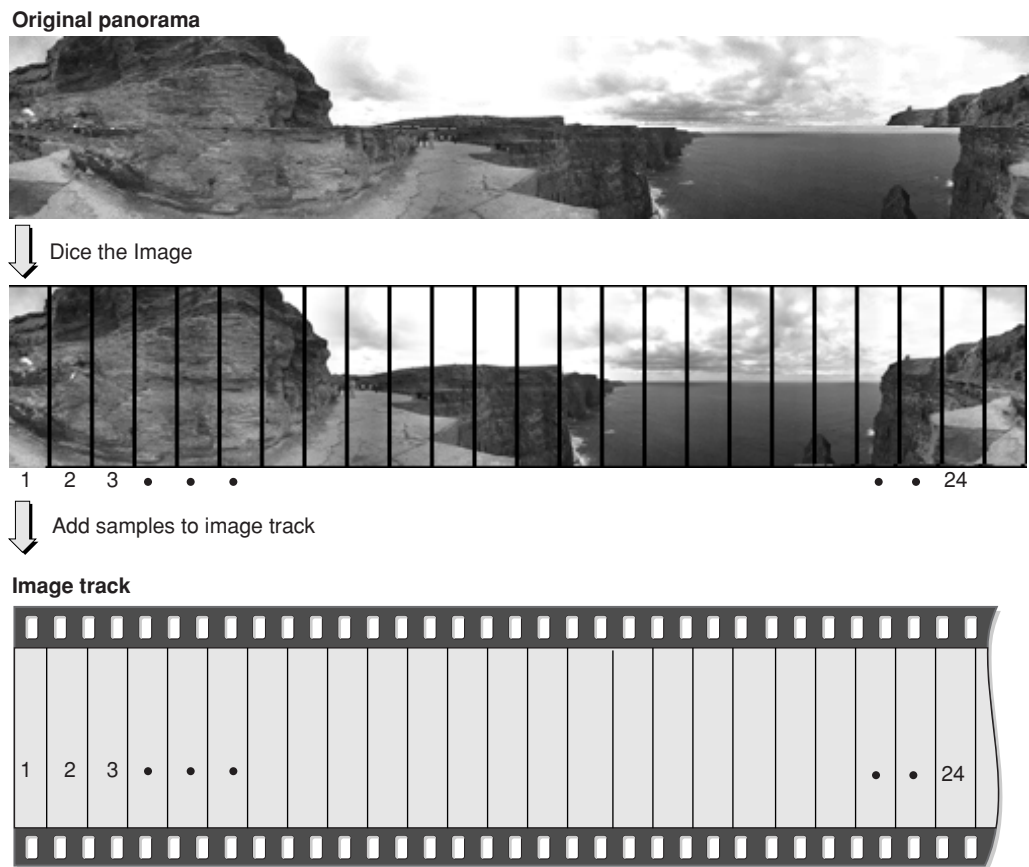 Original panorama
Dice the Image
1 2 3 • • • • • 24
Add samples to image track
Image track
1 2 3 • • • • • 24